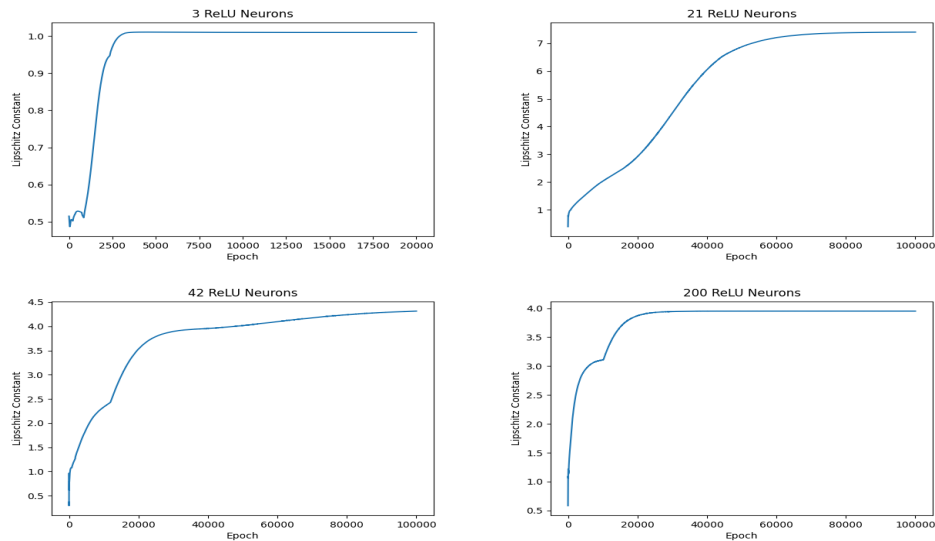 3 ReLU Neurons
Lipschitz Constant
1.0
0.9
0.8
0.7
0.6
0.5
0 2500 5000 7500 10000 12500 15000 17500 20000
Epoch
21 ReLU Neurons
Lipschitz Constant
7
6
5
4
3
2
1
0 20000 40000 60000 80000 100000
Epoch
42 ReLU Neurons
Lipschitz Constant
4.5
4.0
3.5
3.0
2.5
2.0
1.5
1.0
0.5
0 20000 40000 60000 80000 100000
Epoch
200 ReLU Neurons
Lipschitz Constant
4.0
3.5
3.0
2.5
2.0
1.5
1.0
0.5
0 20000 40000 60000 80000 100000
Epoch